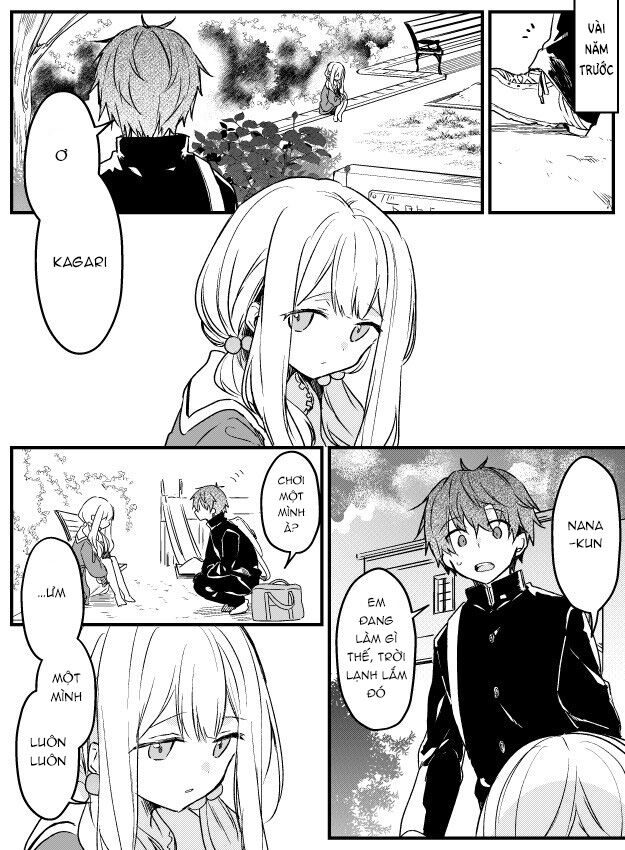 VÀI
NĂM
TRƯỚC
Ơ
KAGARI
NANA
-KUN
EM
ĐANG
LÀM GÌ
THẾ, TRỜI
LẠNH LẮM
ĐÓ
CHƠI
MỘT
MÌNH
À?
...ƯM
MỘT
MÌNH
LUÔN
LUÔN